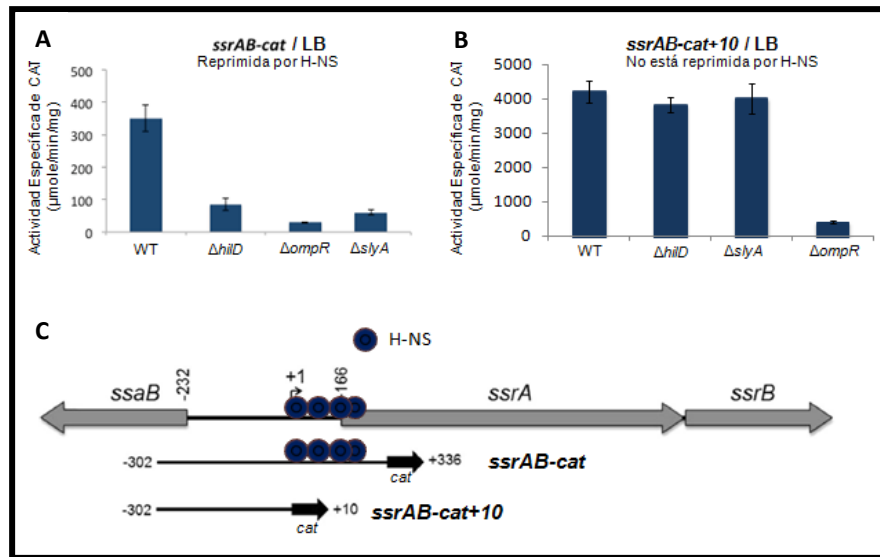 A
ssrAB-cat / LB
Reprimida por H-NS
Actividad Específica de CAT
(µmole/min/mg)
500
400
300
200
100
0
WT
ΔhilD
ΔompR
ΔslyA
B
ssrAB-cat+10 / LB
No está reprimida por H-NS
Actividad Específica de CAT
(µmole/min/mg)
5000
4000
3000
2000
1000
0
WT
ΔhilD
ΔslyA
ΔompR
C
H-NS
ssaB
-232
+1
166
ssrA
ssrB
-302
cat
+336
ssrAB-cat
-302
cat
+10
ssrAB-cat+10